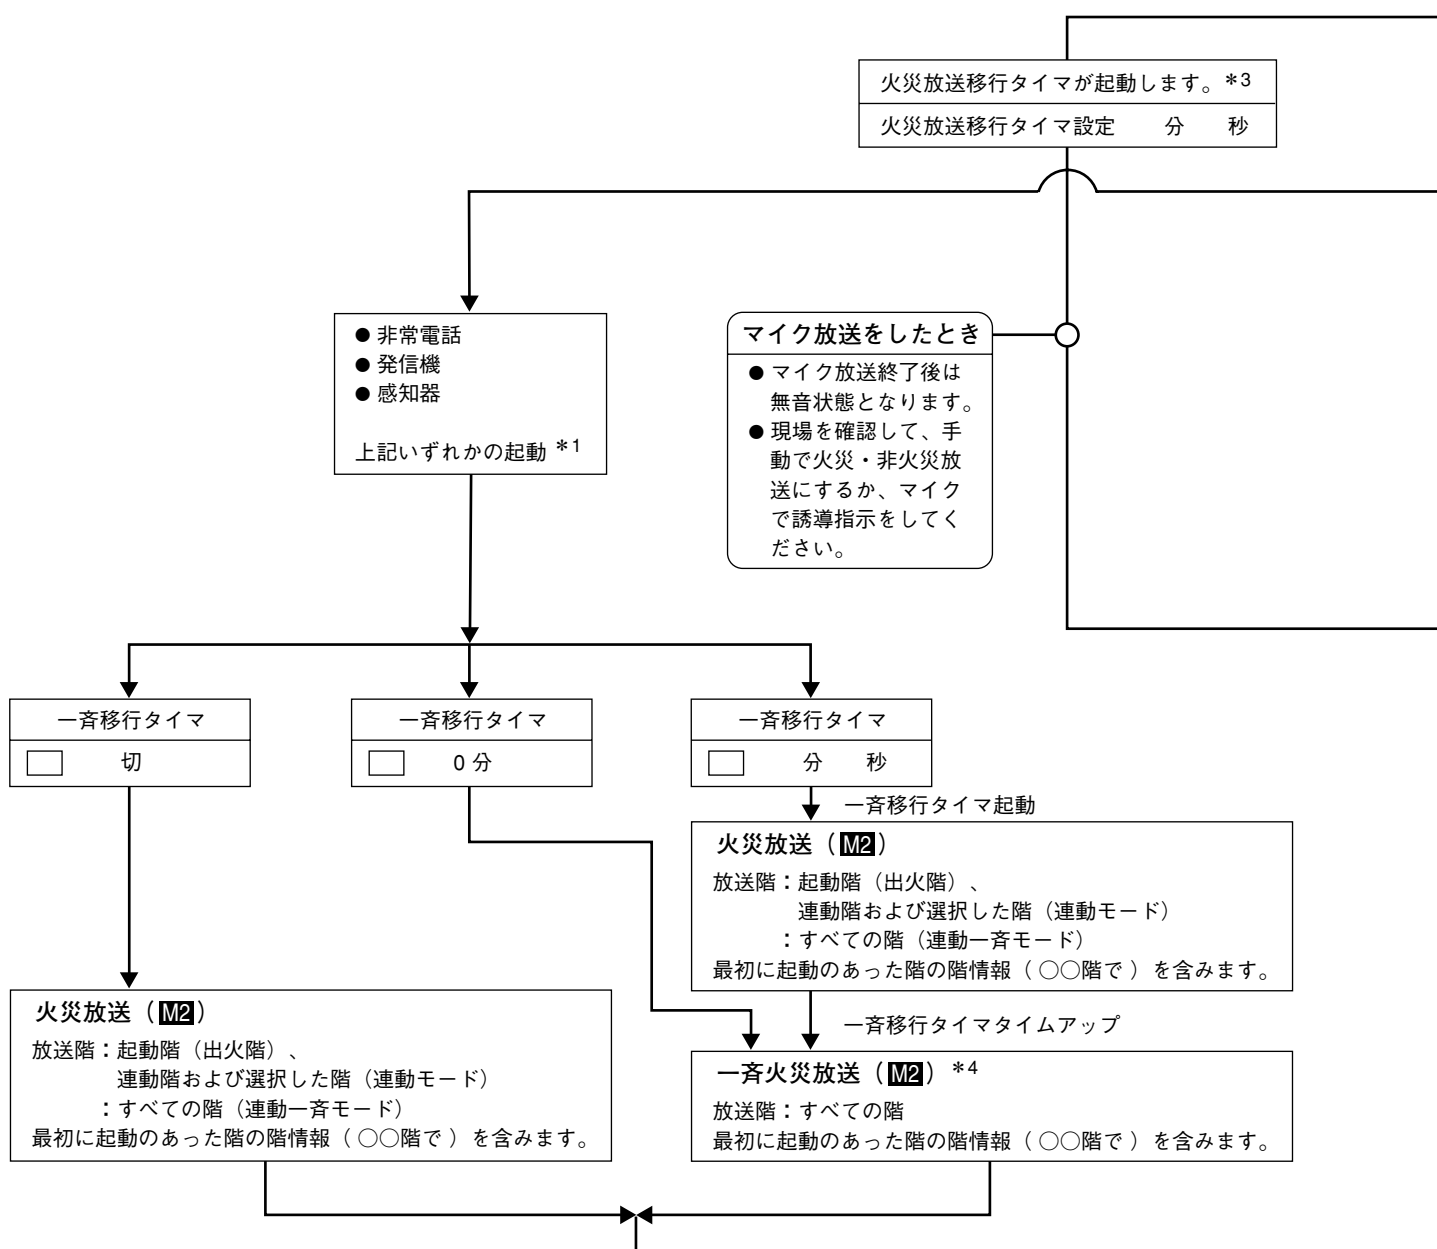 火災放送移行タイマが起動します。*3
火災放送移行タイマ設定 分 秒
● 非常電話
● 発信機
● 感知器
上記いずれかの起動 *1
マイク放送をしたとき
● マイク放送終了後は
無音状態となります。
● 現場を確認して、手
動で火災・非火災放
送にするか、マイク
で誘導指示をしてく
ださい。
一斉移行タイマ
切
一斉移行タイマ
0 分
一斉移行タイマ
分 秒
一斉移行タイマ起動
火災放送（M2）
放送階：起動階（出火階）、
連動階および選択した階（連動モード）
：すべての階（連動一斉モード）
最初に起動のあった階の階情報（ ○○階で ）を含みます。
一斉移行タイマタイムアップ
火災放送（M2）
放送階：起動階（出火階）、
連動階および選択した階（連動モード）
：すべての階（連動一斉モード）
最初に起動のあった階の階情報（ ○○階で ）を含みます。
一斉火災放送（M2）*4
放送階：すべての階
最初に起動のあった階の階情報（ ○○階で ）を含みます。